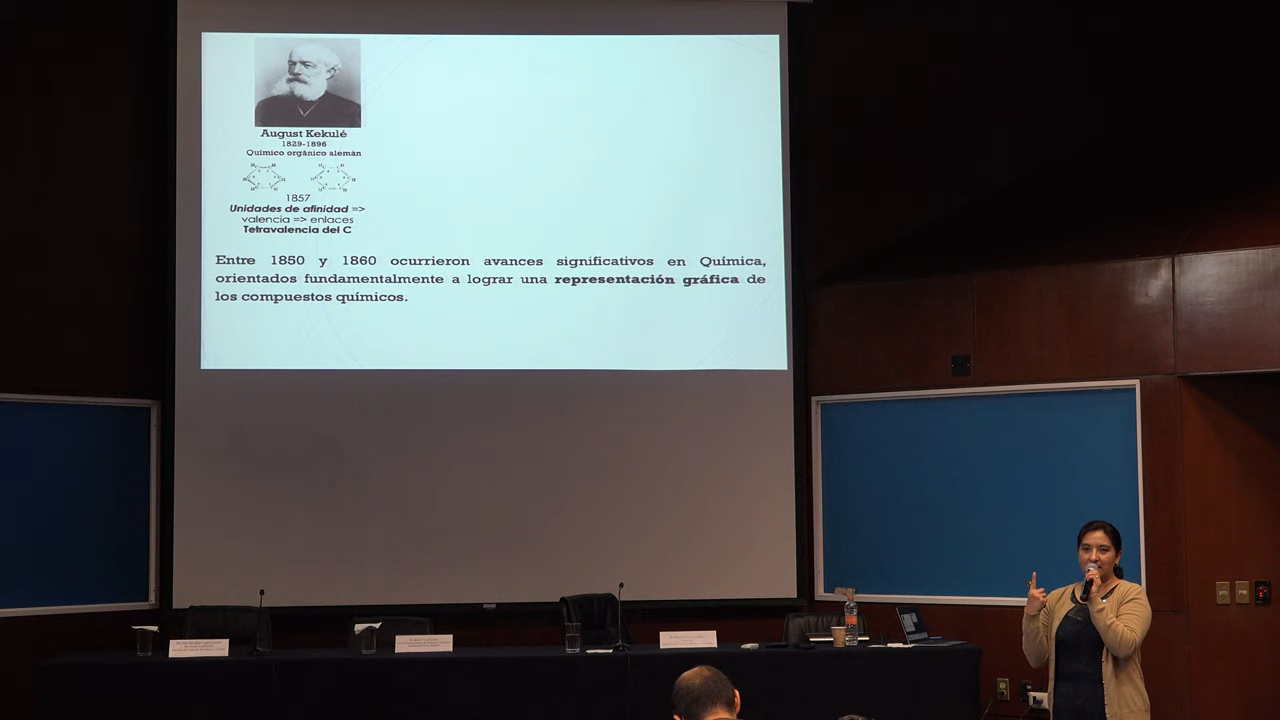 August Kekulé
1829-1896
Químico orgánico alemán
1857
Unidades de afinidad =>
valencia => enlaces
Tetravalencia del C
Entre 1850 y 1860 ocurrieron avances significativos en Química,
orientados fundamentalmente a lograr una representación gráfica de
los compuestos químicos.